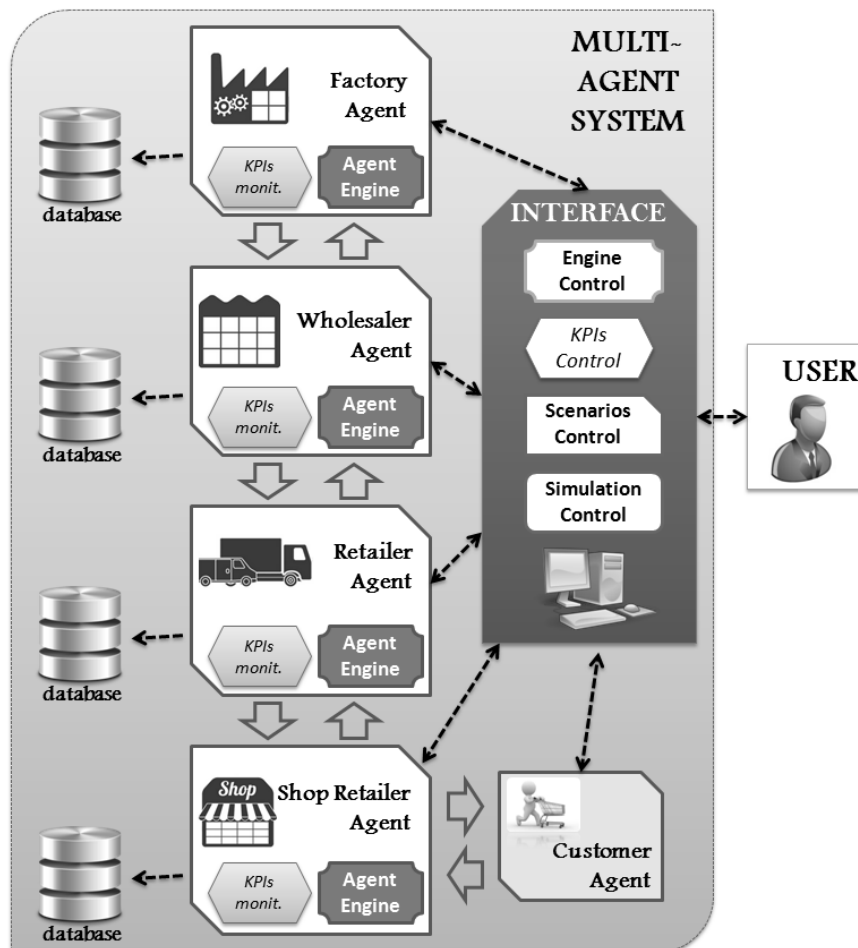 MULTI-
AGENT
SYSTEM
Factory
Agent
KPIs
monit.
Agent
Engine
database
INTERFACE
Engine
Control
KPIs
Control
Scenarios
Control
Simulation
Control
USER
Wholesaler
Agent
KPIs
monit.
Agent
Engine
database
Retailer
Agent
KPIs
monit.
Agent
Engine
database
Shop
Shop Retailer
Agent
KPIs
monit.
Agent
Engine
database
Customer
Agent